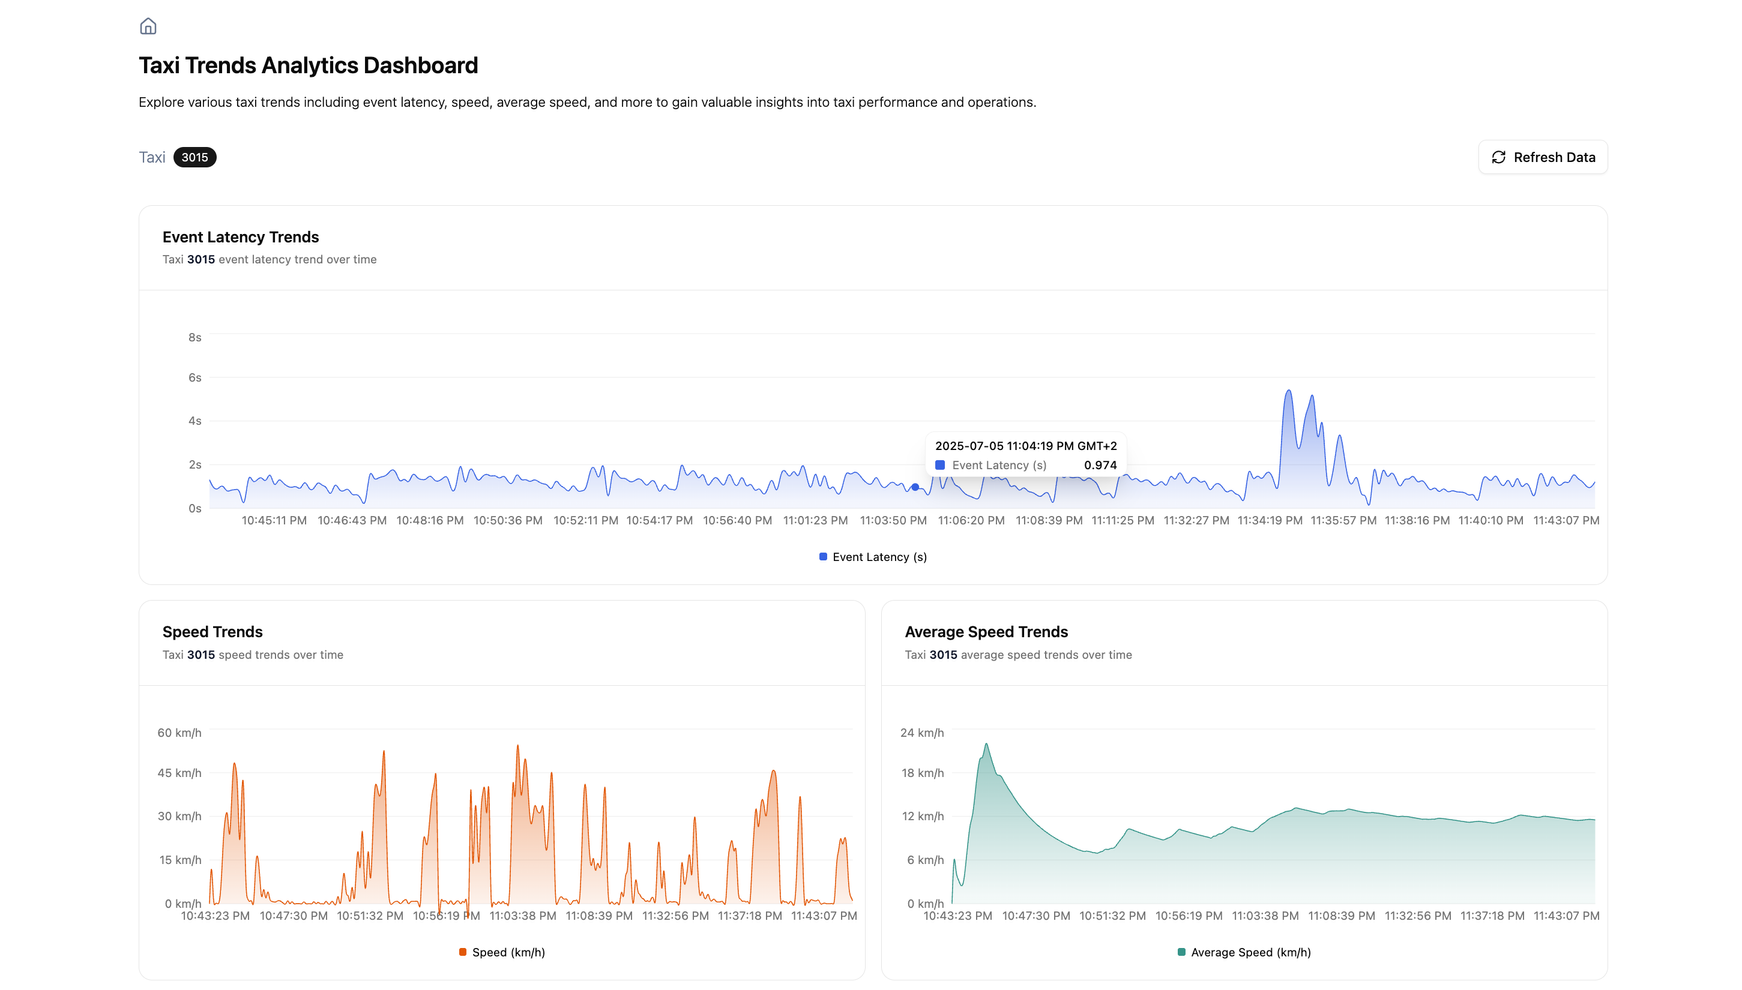 Taxi Trends Analytics Dashboard
Explore various taxi trends including event latency, speed, average speed, and more to gain valuable insights into taxi performance and operations.
Taxi 3015
Refresh Data
Event Latency Trends
Taxi 3015 event latency trend over time
8s
6s
4s
2s
0s
2025-07-05 11:04:19 PM GMT+2
Event Latency (s) 0.974
10:45:11 PM 10:46:43 PM 10:48:16 PM 10:50:36 PM 10:52:11 PM 10:54:17 PM 10:56:40 PM 11:01:23 PM 11:03:50 PM 11:06:20 PM 11:08:39 PM 11:11:25 PM 11:32:27 PM 11:34:19 PM 11:35:57 PM 11:38:16 PM 11:40:10 PM 11:43:07 PM
Event Latency (s)
Speed Trends
Taxi 3015 speed trends over time
60 km/h
45 km/h
30 km/h
15 km/h
0 km/h
10:43:23 PM 10:47:30 PM 10:51:32 PM 10:56:19 PM 11:03:38 PM 11:08:39 PM 11:32:56 PM 11:37:18 PM 11:43:07 PM
Speed (km/h)
Average Speed Trends
Taxi 3015 average speed trends over time
24 km/h
18 km/h
12 km/h
6 km/h
0 km/h
10:43:23 PM 10:47:30 PM 10:51:32 PM 10:56:19 PM 11:03:38 PM 11:08:39 PM 11:32:56 PM 11:37:18 PM 11:43:07 PM
Average Speed (km/h)